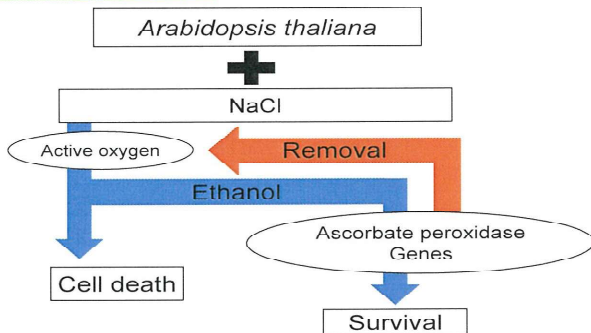 Arabidopsis thaliana
NaCl
Active oxygen
Removal
Ethanol
Ascorbate peroxidase
Genes
Cell death
Survival